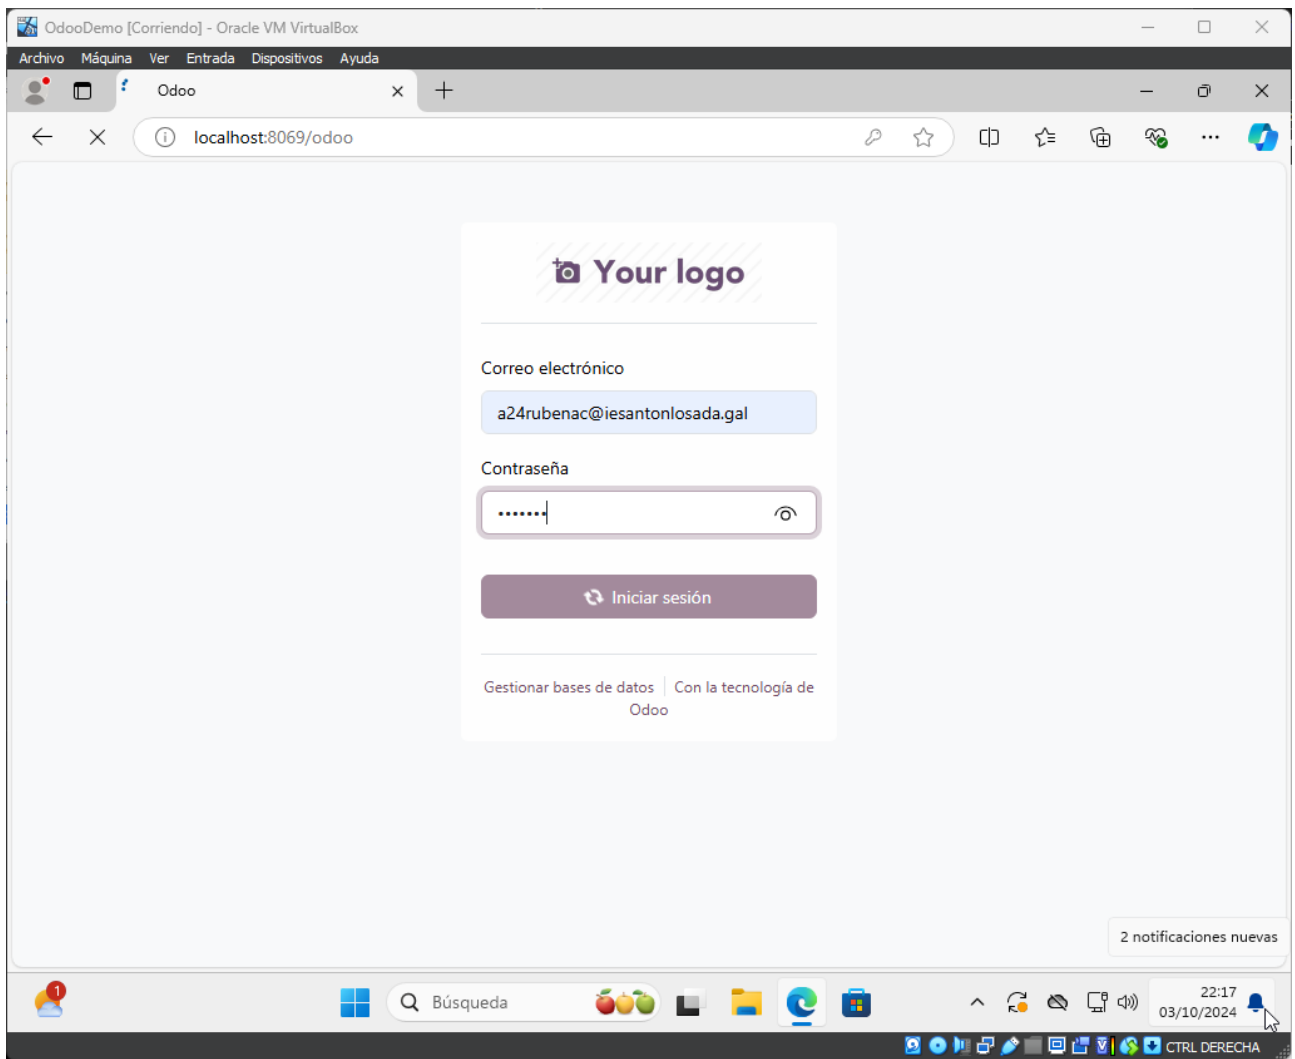 OdooDemo [Corriendo] - Oracle VM VirtualBox
Archivo Máquina Ver Entrada Dispositivos Ayuda
Odoo
localhost:8069/odoo
Your logo
Correo electrónico
a24rubenac@iesantonlosada.gal
Contraseña
Iniciar sesión
Gestionar bases de datos Con la tecnología de
Odoo
2 notificaciones nuevas
1
Búsqueda
22:17
03/10/2024
CTRL DERECHA